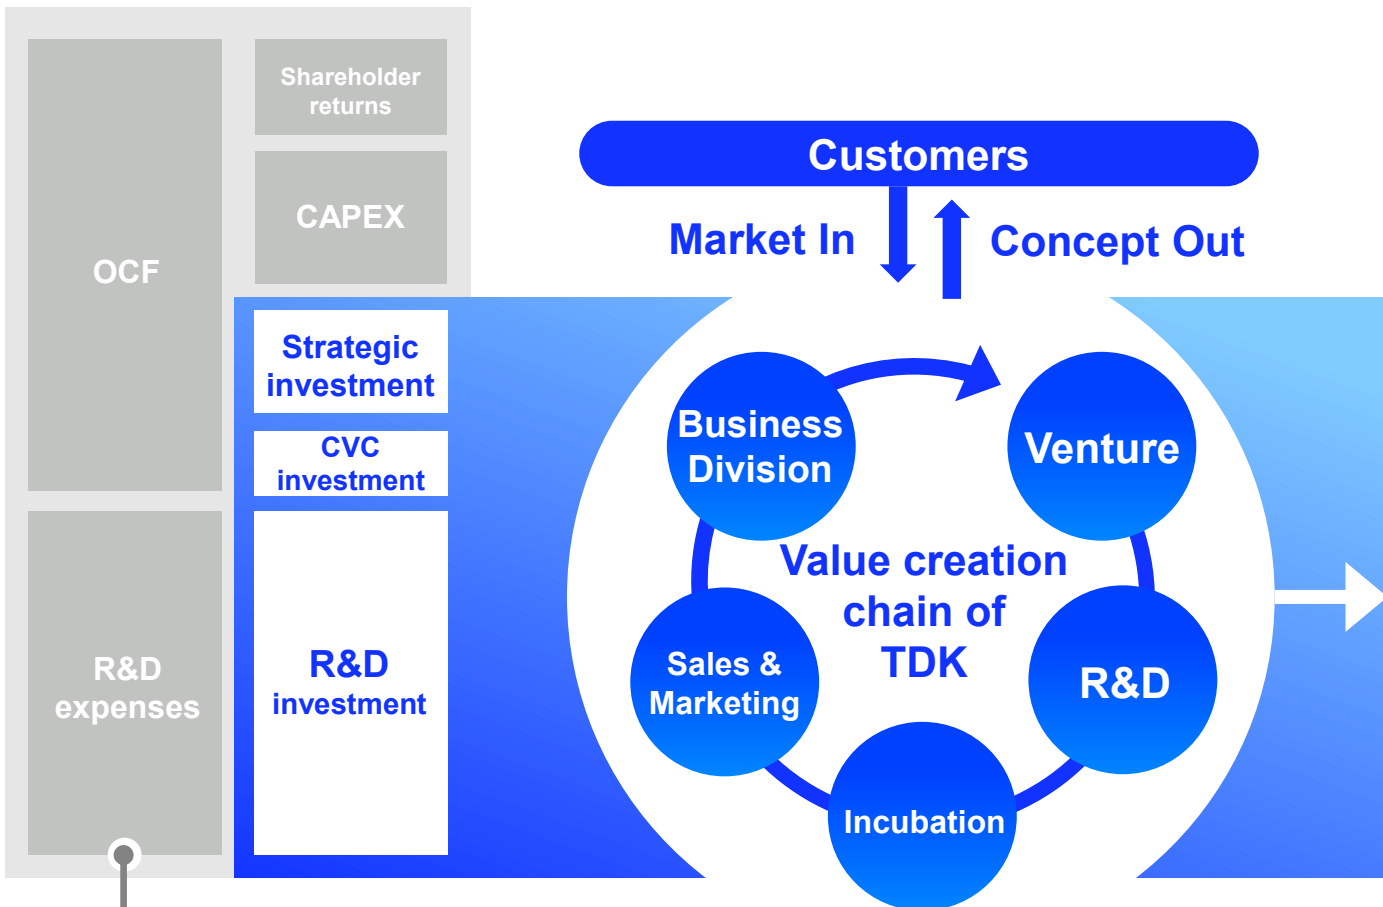 OCF
R&D
expenses
Shareholder
returns
CAPEX
Strategic
investment
CVC
investment
R&D
investment
Customers
Market In
Concept Out
Business
Division
Venture
Value creation
chain of
TDK
Sales &
Marketing
R&D
Incubation